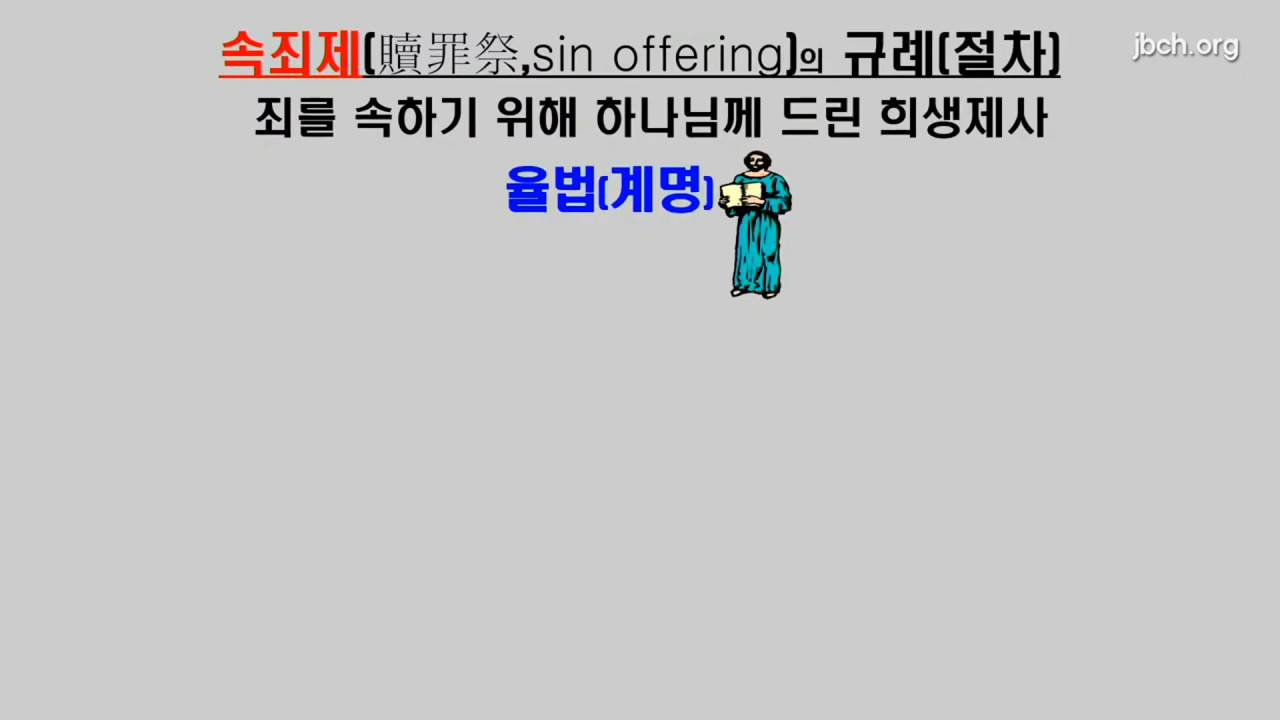 속죄제(贖罪祭,sin offering)의 규례(절차)
jbch.org
죄를 속하기 위해 하나님께 드린 희생제사
율법(계명)